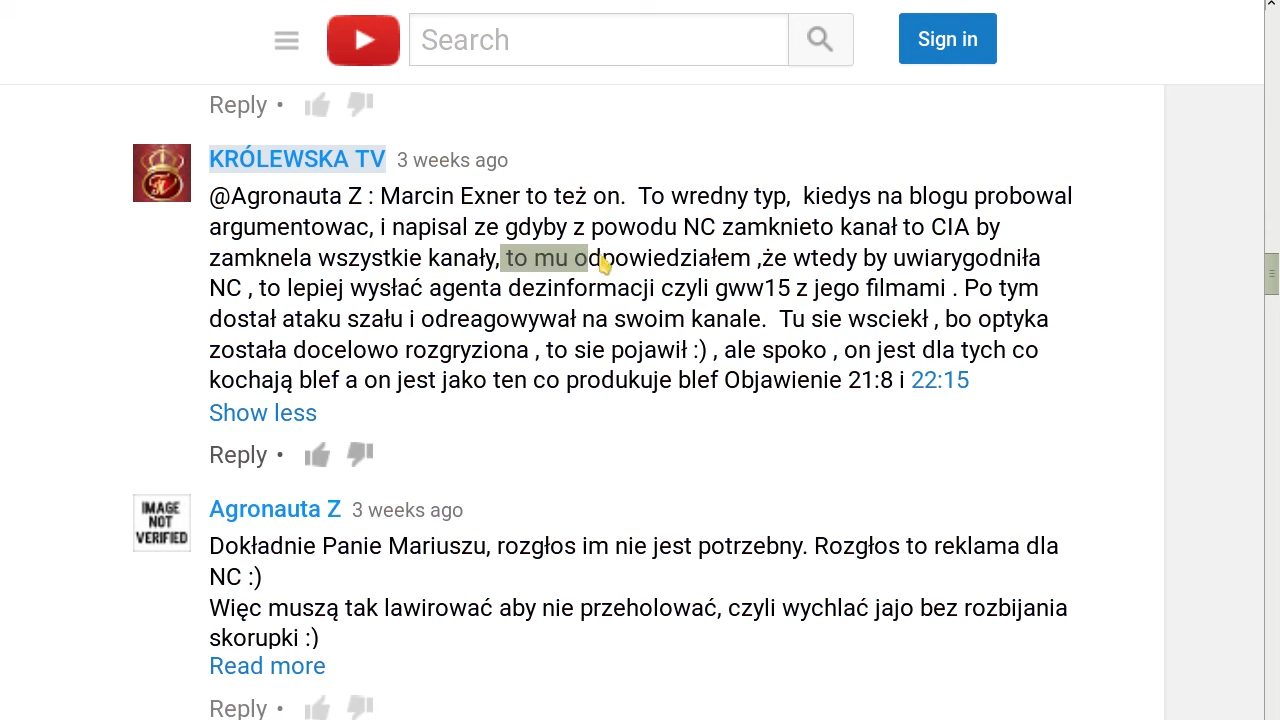 Search
Sign in
Reply •
KRÓLEWSKA TV 3 weeks ago
@Agronauta Z : Marcin Exner to też on.  To wredny typ,  kiedys na blogu probowal
argumentowac, i napisal ze gdyby z powodu NC zamknieto kanał to CIA by
zamknela wszystkie kanały, to mu odpowiedziałem ,że wtedy by uwiarygodniła
NC , to lepiej wysłać agenta dezinformacji czyli gww15 z jego filmami . Po tym
dostał ataku szału i odreagowywał na swoim kanale.  Tu sie wsciekł , bo optyka
została docelowo rozgryziona , to sie pojawił :) , ale spoko , on jest dla tych co
kochają blef a on jest jako ten co produkuje blef Objawienie 21:8 i 22:15
Show less
Reply •
IMAGE
NOT
VERIFIED
Agronauta Z 3 weeks ago
Dokładnie Panie Mariuszu, rozgłos im nie jest potrzebny. Rozgłos to reklama dla
NC :)
Więc muszą tak lawirować aby nie przeholować, czyli wychlać jajo bez rozbijania
skorupki :)
Read more
Reply •